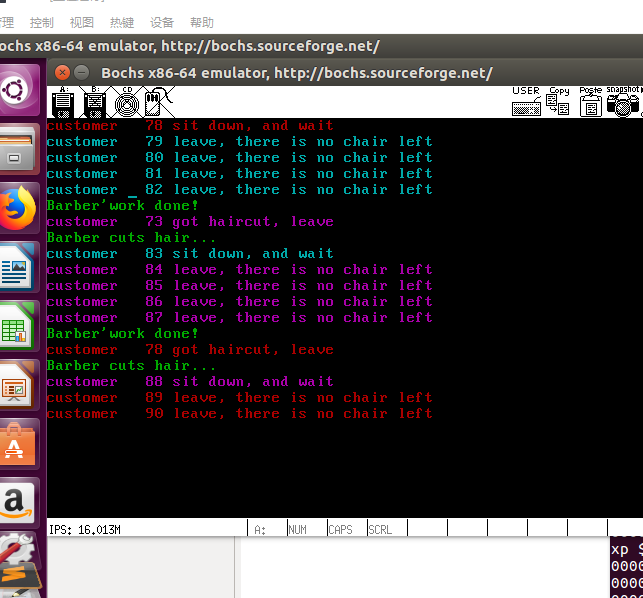 管理 控制 视图 热键 设备 帮助
Bochs x86-64 emulator, http://bochs.sourceforge.net/
Bochs x86-64 emulator, http://bochs.sourceforge.net/
A: B: CD USER Copy Poste snapshot
customer 78 sit down, and wait
customer 79 leave, there is no chair left
customer 80 leave, there is no chair left
customer 81 leave, there is no chair left
customer _ 82 leave, there is no chair left
Barber'work done!
customer 73 got haircut, leave
Barber cuts hair...
customer 83 sit down, and wait
customer 84 leave, there is no chair left
customer 85 leave, there is no chair left
customer 86 leave, there is no chair left
customer 87 leave, there is no chair left
Barber'work done!
customer 78 got haircut, leave
Barber cuts hair...
customer 88 sit down, and wait
customer 89 leave, there is no chair left
customer 90 leave, there is no chair left
IPS: 16.013M A: NUM CAPS SCRL
xp
0000
0000